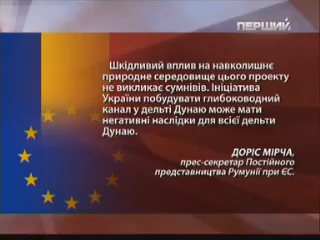 ПЕРШИЙ
Шкідливий вплив на навколишнє
природне середовище цього проекту
не викликає сумнівів. Ініціатива
України побудувати глибоководний
канал у дельті Дунаю може мати
негативні наслідки для всієї дельти
Дунаю.
ДОРІС МІРЧА,
прес-секретар Постійного
представництва Румунії при ЄС.